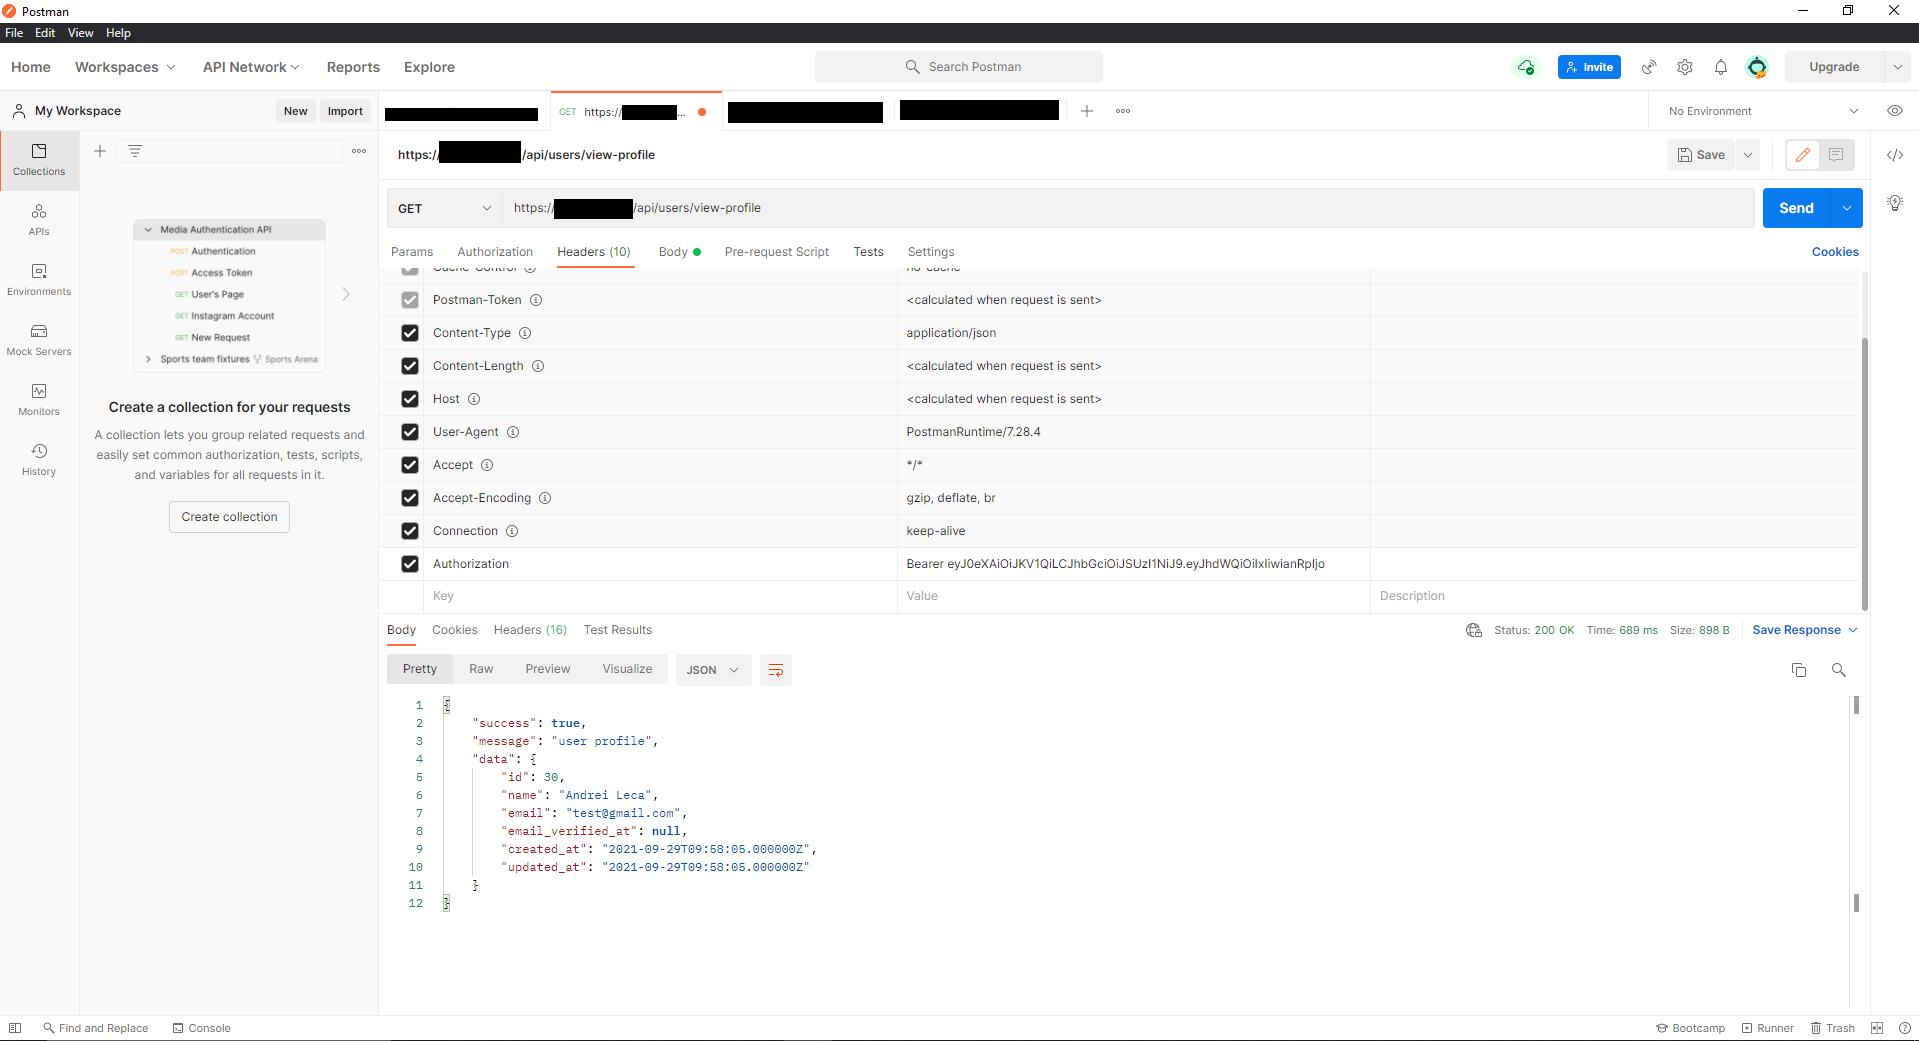 Postman
File Edit View Help
Home Workspaces API Network Reports Explore
Search Postman
Invite
Upgrade
My Workspace
New Import
GET https:// ...
No Environment
https:// /api/users/view-profile
Save
GET
https:// /api/users/view-profile
Send
Params Authorization Headers (10) Body Pre-request Script Tests Settings
Cookies
Collections
APIs
Environments
Mock Servers
Monitors
History
Media Authentication API
POST Authentication
POST Access Token
GET User's Page
GET Instagram Account
GET New Request
Sports team fixtures Sports Arena
Create a collection for your requests
A collection lets you group related requests and
easily set common authorization, tests, scripts,
and variables for all requests in it.
Create collection
Cache-Control no-cache
Postman-Token <calculated when request is sent>
Content-Type application/json
Content-Length <calculated when request is sent>
Host <calculated when request is sent>
User-Agent PostmanRuntime/7.28.4
Accept */*
Accept-Encoding gzip, deflate, br
Connection keep-alive
Authorization Bearer eyJ0eXAiOiJKV1QiLCJhbGciOiJSUzI1NiJ9.eyJhdWQiOiIxIiwianRpIjo
Key Value Description
Body Cookies Headers (16) Test Results
Status: 200 OK Time: 689 ms Size: 898 B Save Response
Pretty Raw Preview Visualize JSON
1 {
2 "success": true,
3 "message": "user profile",
4 "data": {
5 "id": 30,
6 "name": "Andrei Leca",
7 "email": "test@gmail.com",
8 "email_verified_at": null,
9 "created_at": "2021-09-29T09:58:05.000000Z",
10 "updated_at": "2021-09-29T09:58:05.000000Z"
11 }
12 }
Find and Replace Console
Bootcamp Runner Trash